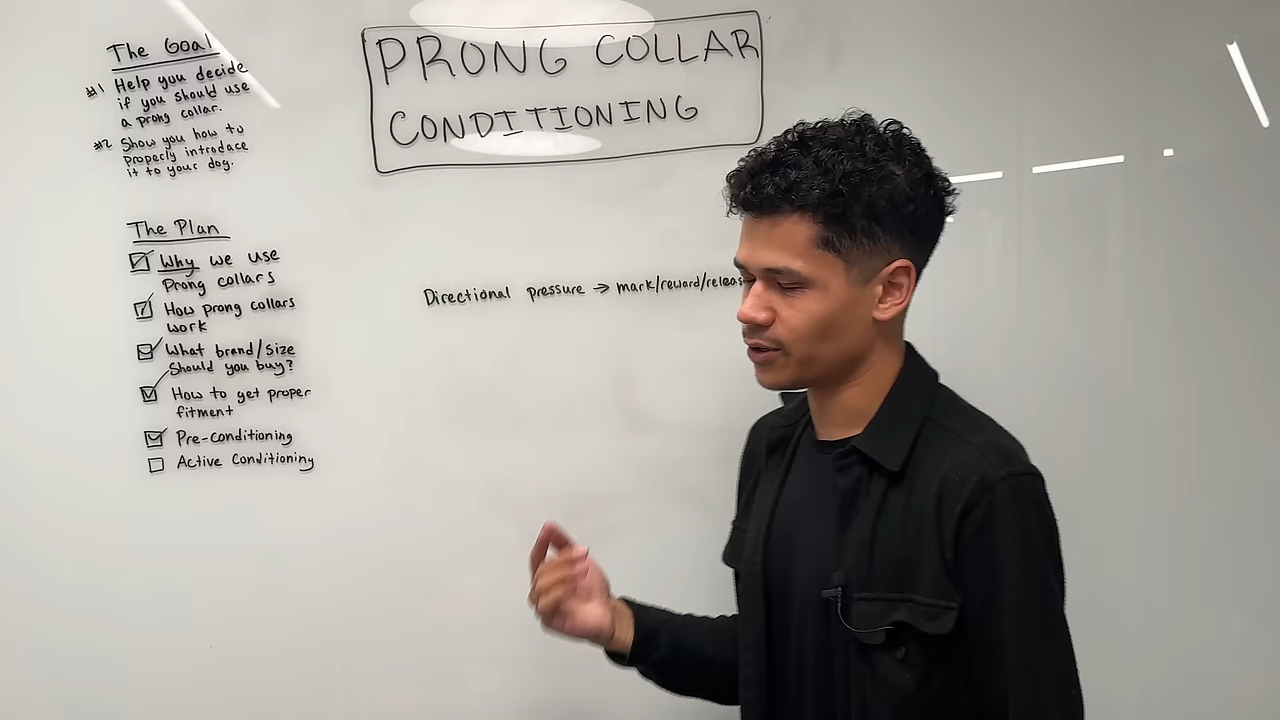 The Goal
#1 Help you decide
if you should use
a prong collar.
#2 Show you how to
properly introdace
it to your dog.
PRONG COLLAR
CONDITIONING
The Plan
Why we use
Prong collars
How prong collars
work
What brand/size
should you buy?
How to get proper
fitment
Pre-conditioning
Active Conditioning
Directional pressure → mark/reward/releas